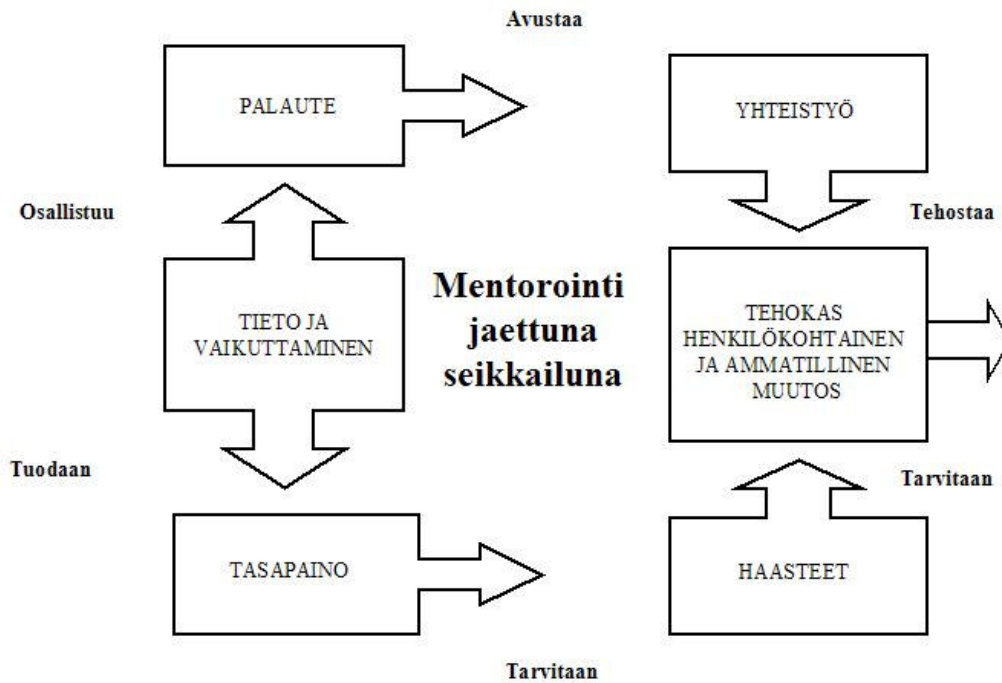 Avustaa
PALAUTE
YHTEISTYÖ
Osallistuu
Tehostaa
TIETO JA
VAIKUTTAMINEN
Mentorointi
jaettuna
seikkailuna
TEHOKAS
HENKILÖKOHTAINEN
JA AMMATILLINEN
MUUTOS
Tuodaan
Tarvitaan
TASAPAINO
HAASTEET
Tarvitaan